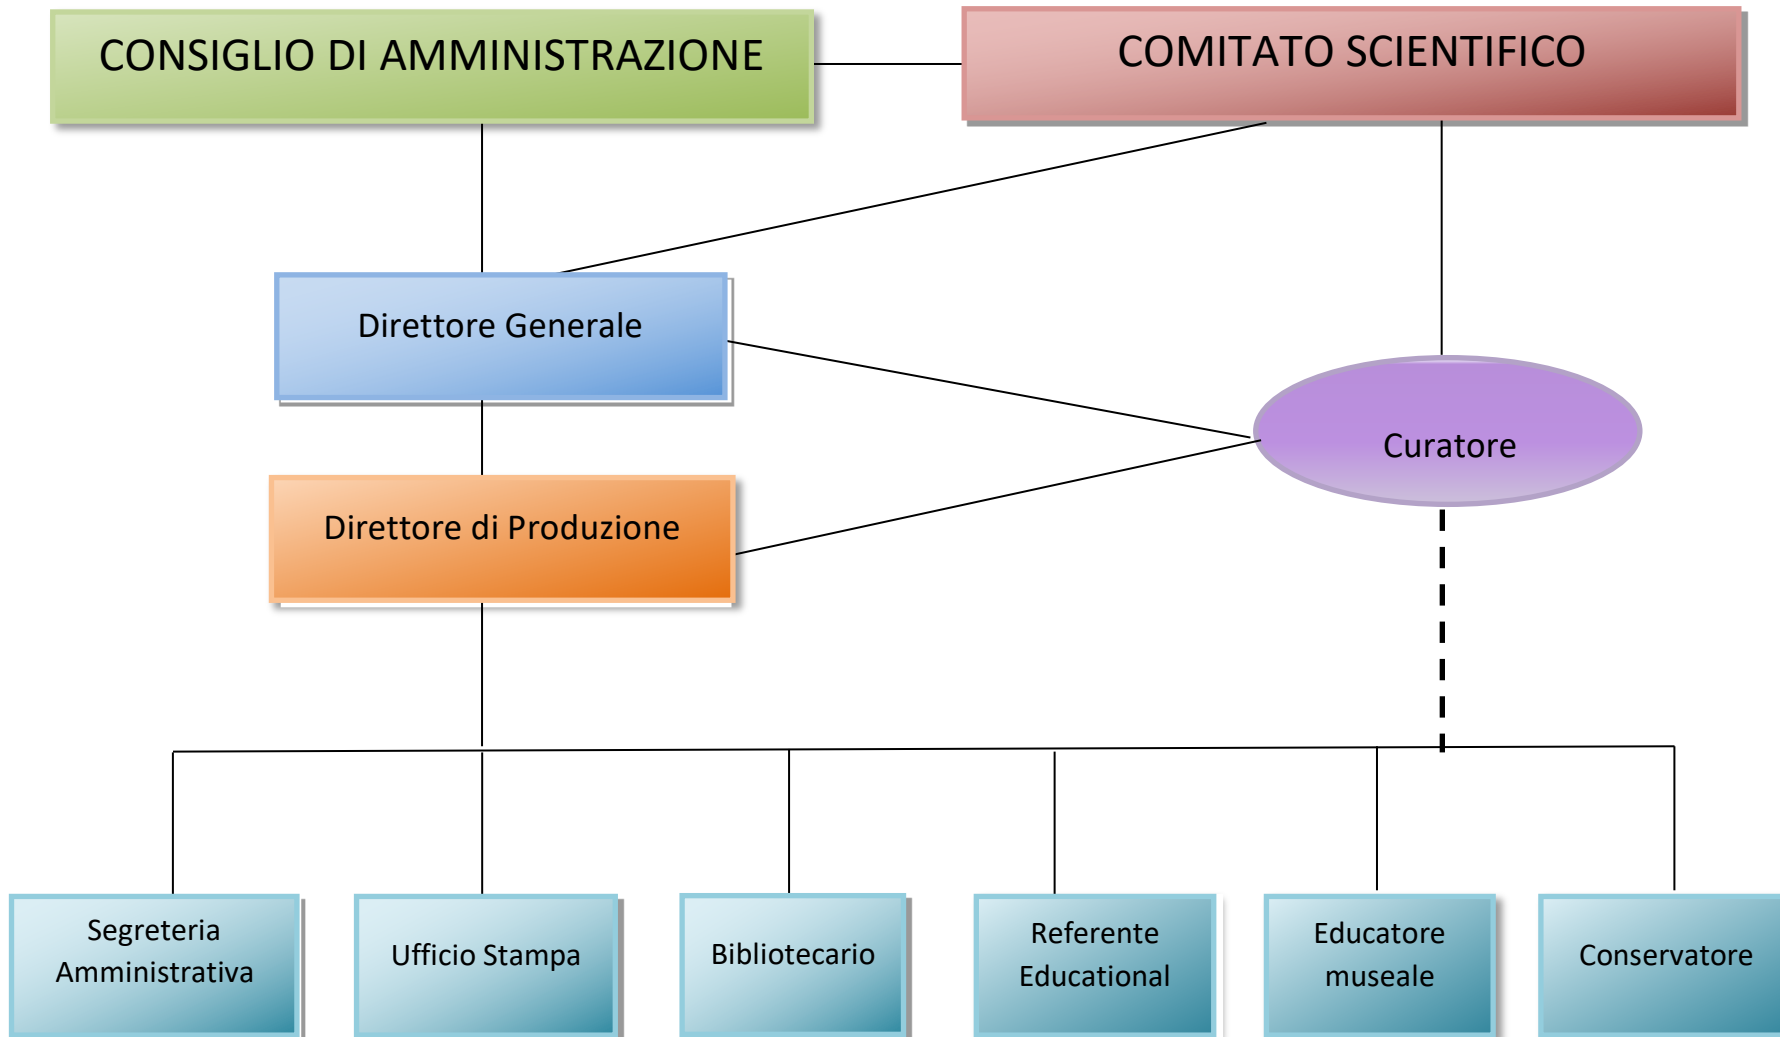 CONSIGLIO DI AMMINISTRAZIONE
COMITATO SCIENTIFICO
Direttore Generale
Curatore
Direttore di Produzione
Segreteria
Amministrativa
Ufficio Stampa
Bibliotecario
Referente
Educational
Educatore
museale
Conservatore